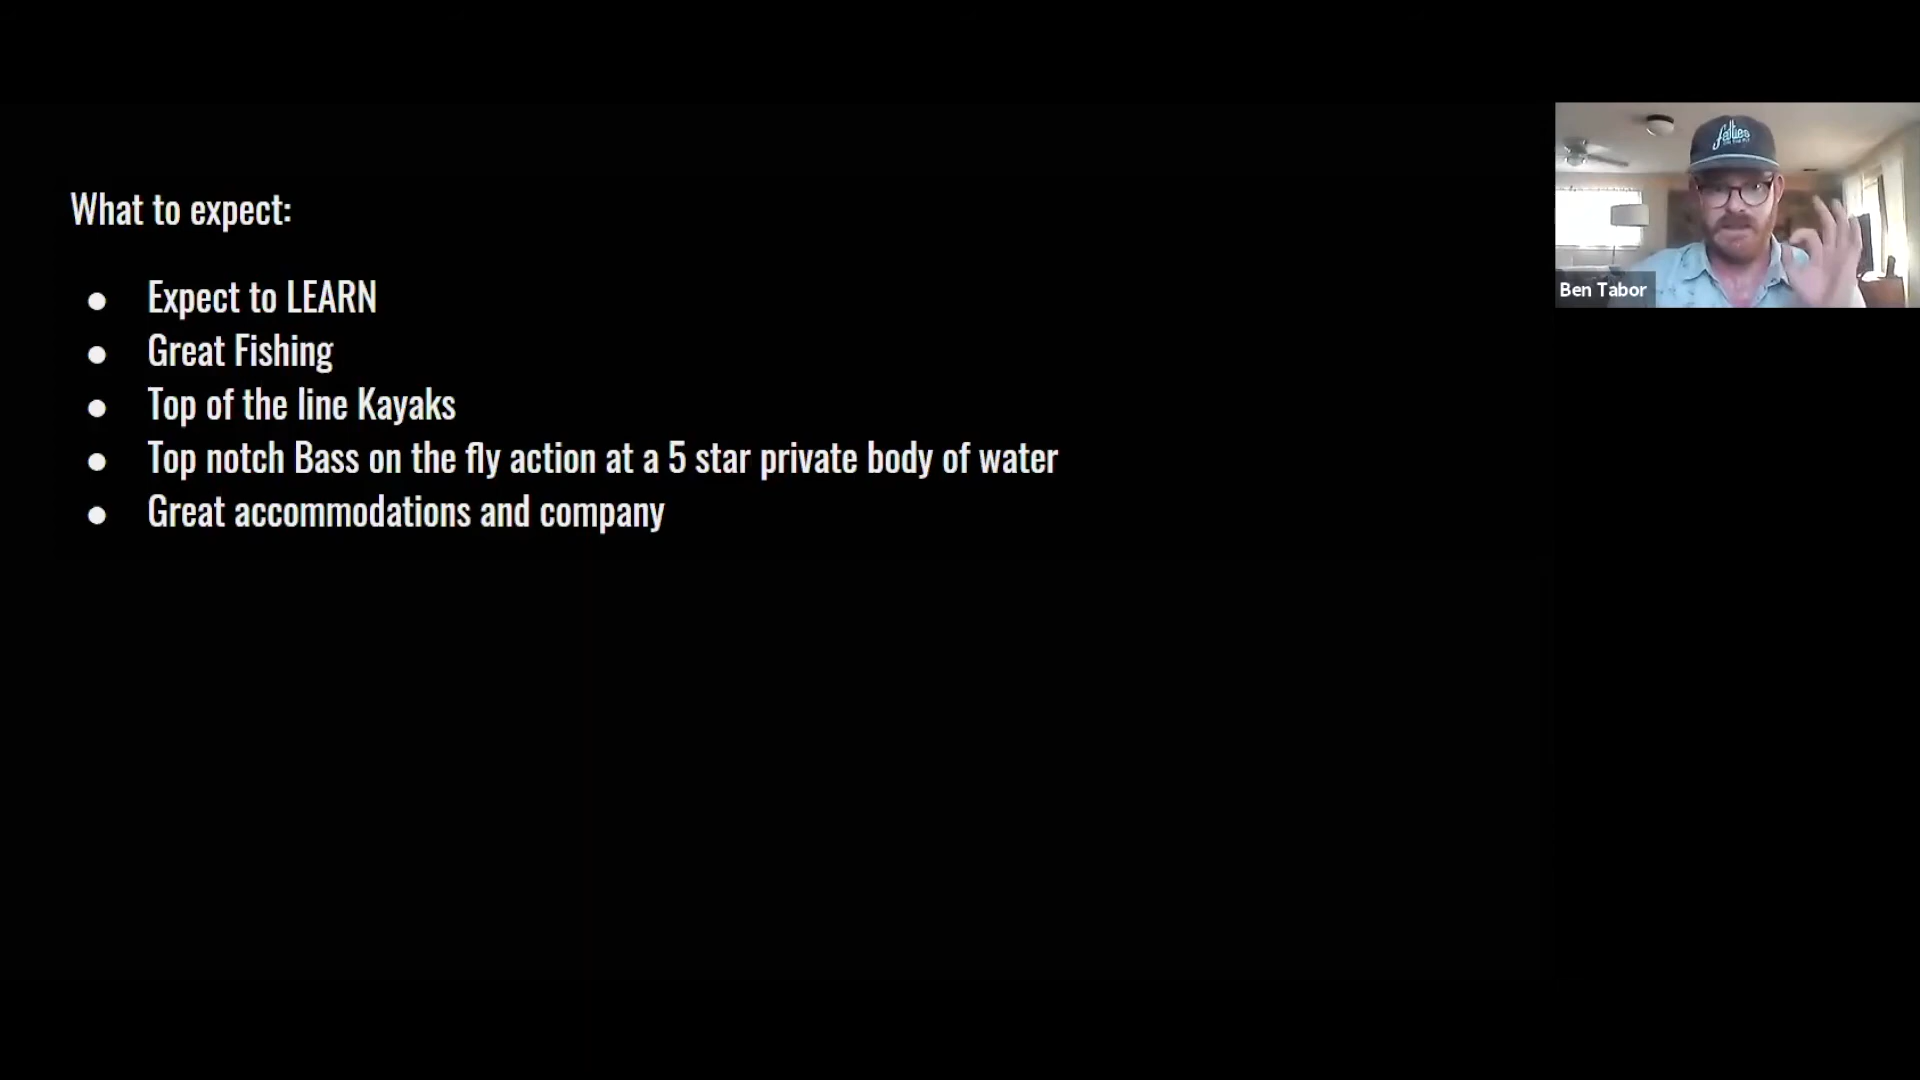 What to expect:
Expect to LEARN
Great Fishing
Top of the line Kayaks
Top notch Bass on the fly action at a 5 star private body of water
Great accommodations and company
Ben Tabor